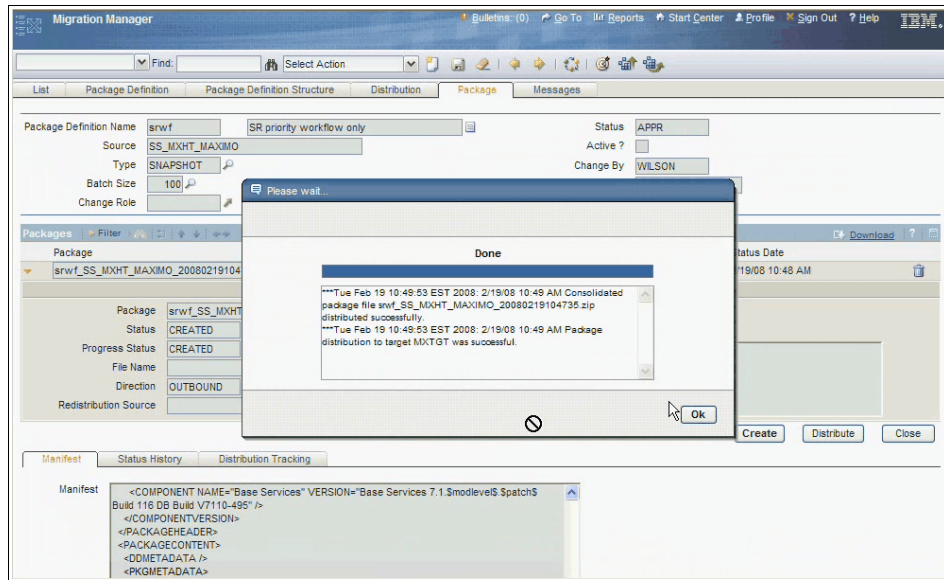 Migration Manager
Bulletins: (0) Go To Reports Start Center Profile Sign Out ? Help IBM.
Find: Select Action
List Package Definition Package Definition Structure Distribution Package Messages
Package Definition Name srwf SR priority workflow only Status APPR
Source SS_MXHT_MAXIMO Active ?
Type SNAPSHOT Change By WILSON
Batch Size 100
Change Role
Please wait...
Done
***Tue Feb 19 10:49:53 EST 2008: 2/19/08 10:49 AM Consolidated
package file srwf_SS_MXHT_MAXIMO_20080219104735.zip
distributed successfully.
***Tue Feb 19 10:49:53 EST 2008: 2/19/08 10:49 AM Package
distribution to target MXTGT was successful.
Ok
Packages Filter Download ?
Package tatus Date
srwf_SS_MXHT_MAXIMO_20080219104 /19/08 10:48 AM
Package srwf_SS_MXHT
Status CREATED
Progress Status CREATED
File Name
Direction OUTBOUND
Redistribution Source
Create Distribute Close
Manifest Status History Distribution Tracking
Manifest <COMPONENT NAME="Base Services" VERSION="Base Services 7.1.$modlevel$.$patch$
Build 116 DB Build V7110-495" />
</COMPONENTVERSION>
</PACKAGEHEADER>
<PACKAGECONTENT>
<DDMETADATA />
<PKGMETADATA>